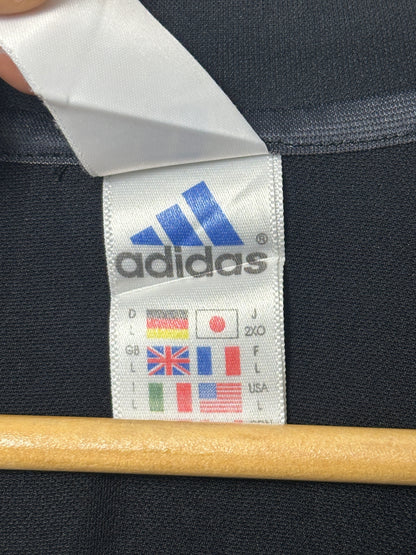 adidas®
D J
L 2XO
GB F
L L
I USA
L L